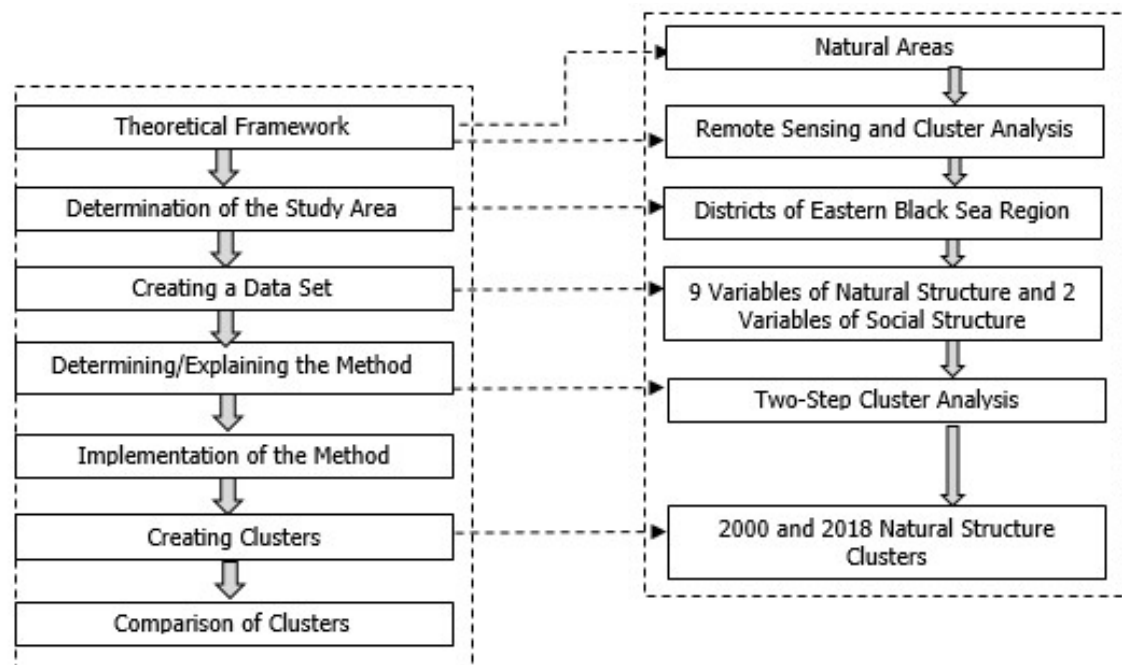 Theoretical Framework
Determination of the Study Area
Creating a Data Set
Determining/Explaining the Method
Implementation of the Method
Creating Clusters
Comparison of Clusters
Natural Areas
Remote Sensing and Cluster Analysis
Districts of Eastern Black Sea Region
9 Variables of Natural Structure and 2
Variables of Social Structure
Two-Step Cluster Analysis
2000 and 2018 Natural Structure
Clusters